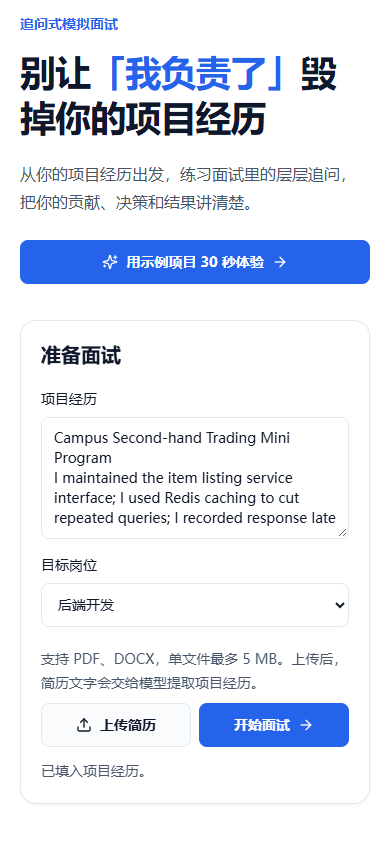 追问式模拟面试
别让「我负责了」毁
掉你的项目经历
从你的项目经历出发，练习面试里的层层追问，
把你的贡献、决策和结果讲清楚。
用示例项目 30 秒体验
准备面试
项目经历
Campus Second-hand Trading Mini
Program
I maintained the item listing service
interface; I used Redis caching to cut
repeated queries; I recorded response late
目标岗位
后端开发
支持 PDF、DOCX，单文件最多 5 MB。上传后，
简历文字会交给模型提取项目经历。
上传简历
开始面试
已填入项目经历。